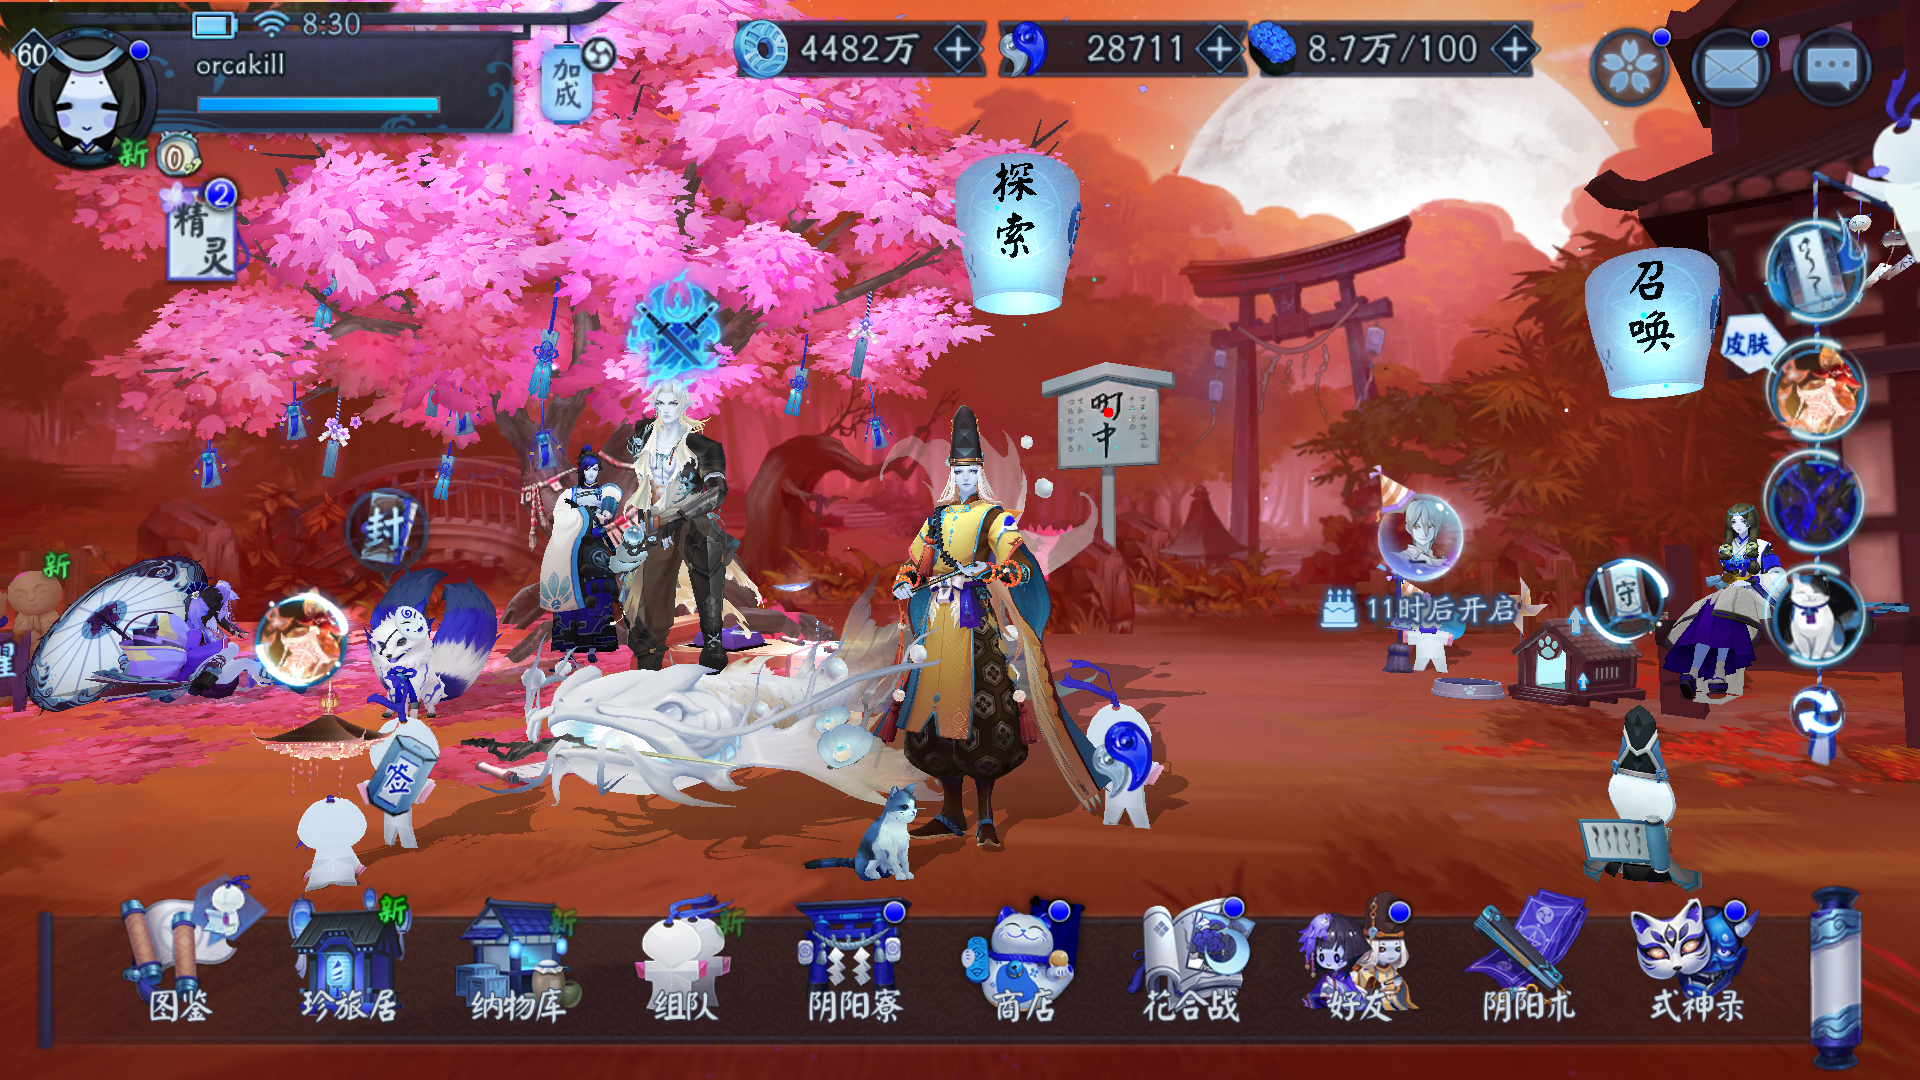 8:30
60
orcakill
加成
4482万
28711
8.7万/100
新
0
2
精灵
探索
召唤
皮肤
町中
封
新
守
11时后开启
签
图鉴
新
珍旅居
新
纳物库
新
组队
阴阳寮
商店
花合战
好友
阴阳术
式神录